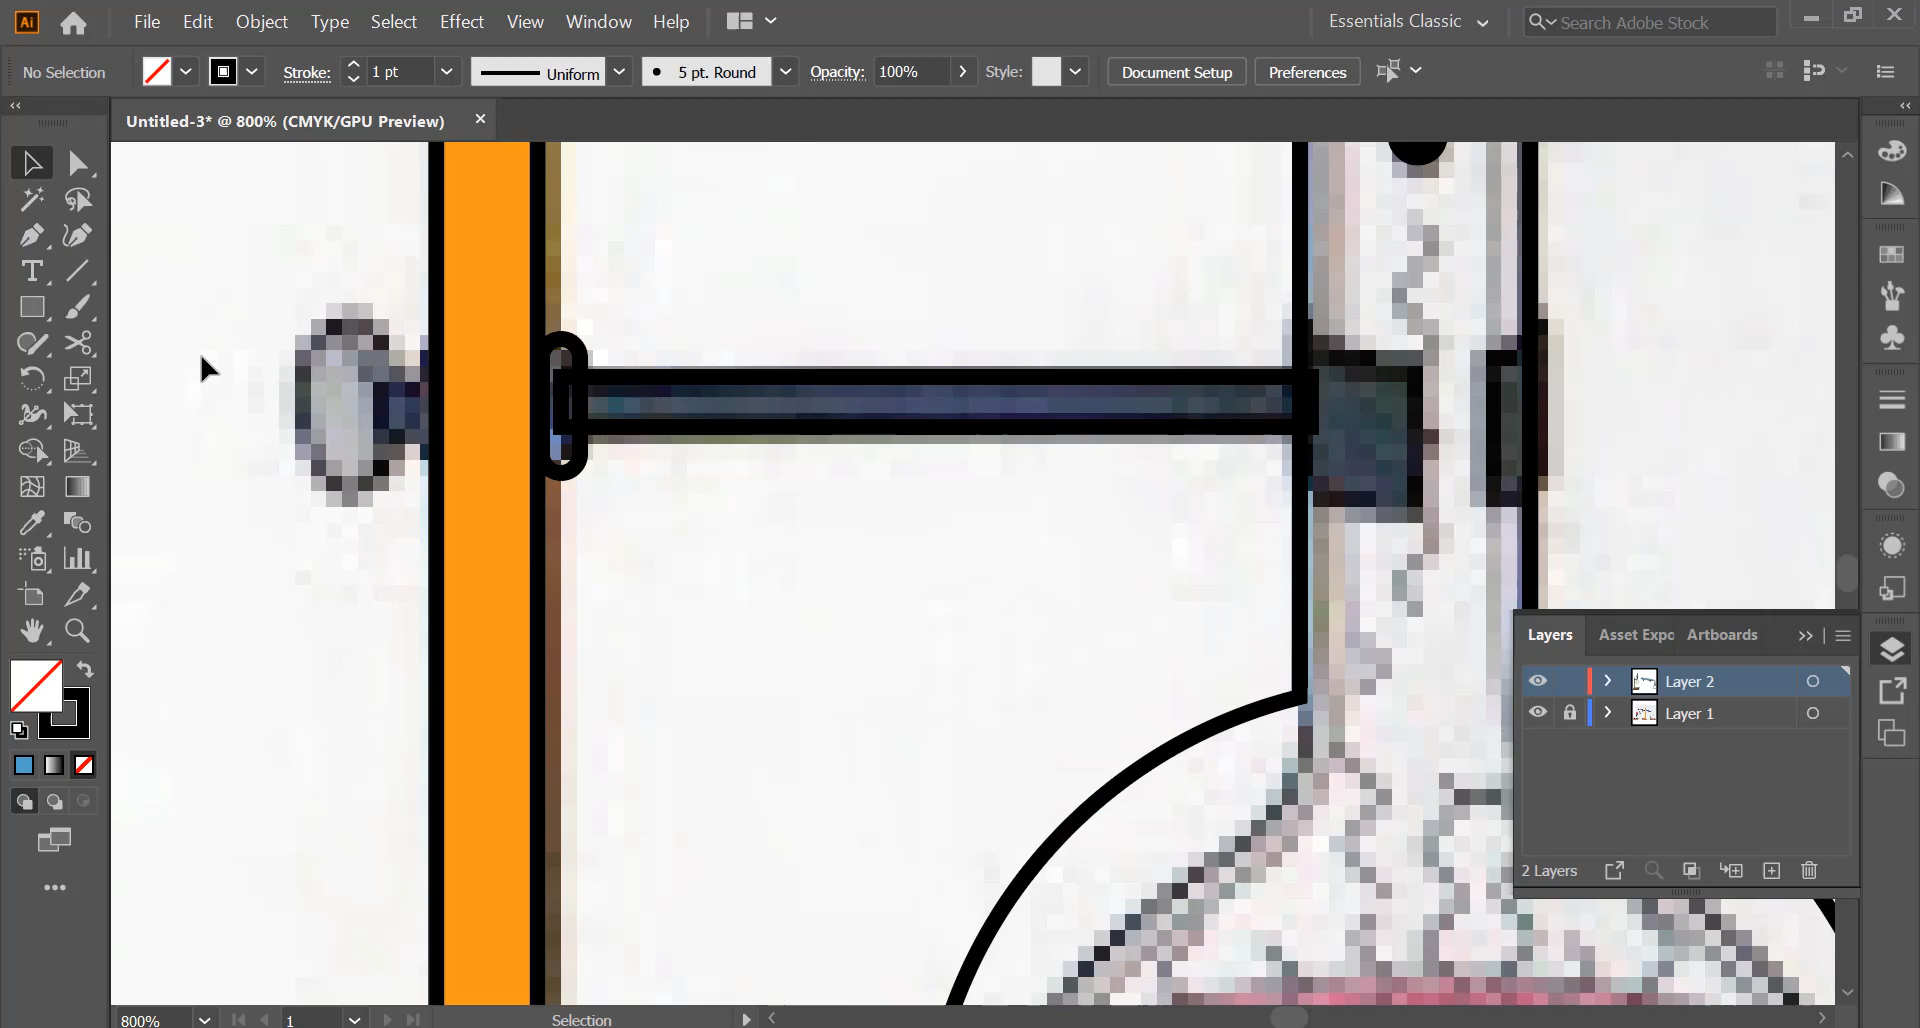 Ai File Edit Object Type Select Effect View Window Help Essentials Classic Search Adobe Stock
No Selection Stroke: 1 pt Uniform 5 pt. Round Opacity: 100% Style: Document Setup Preferences
Untitled-3* @ 800% (CMYK/GPU Preview)
Layers Asset Expo Artboards
Layer 2
Layer 1
2 Layers
800% 1 Selection